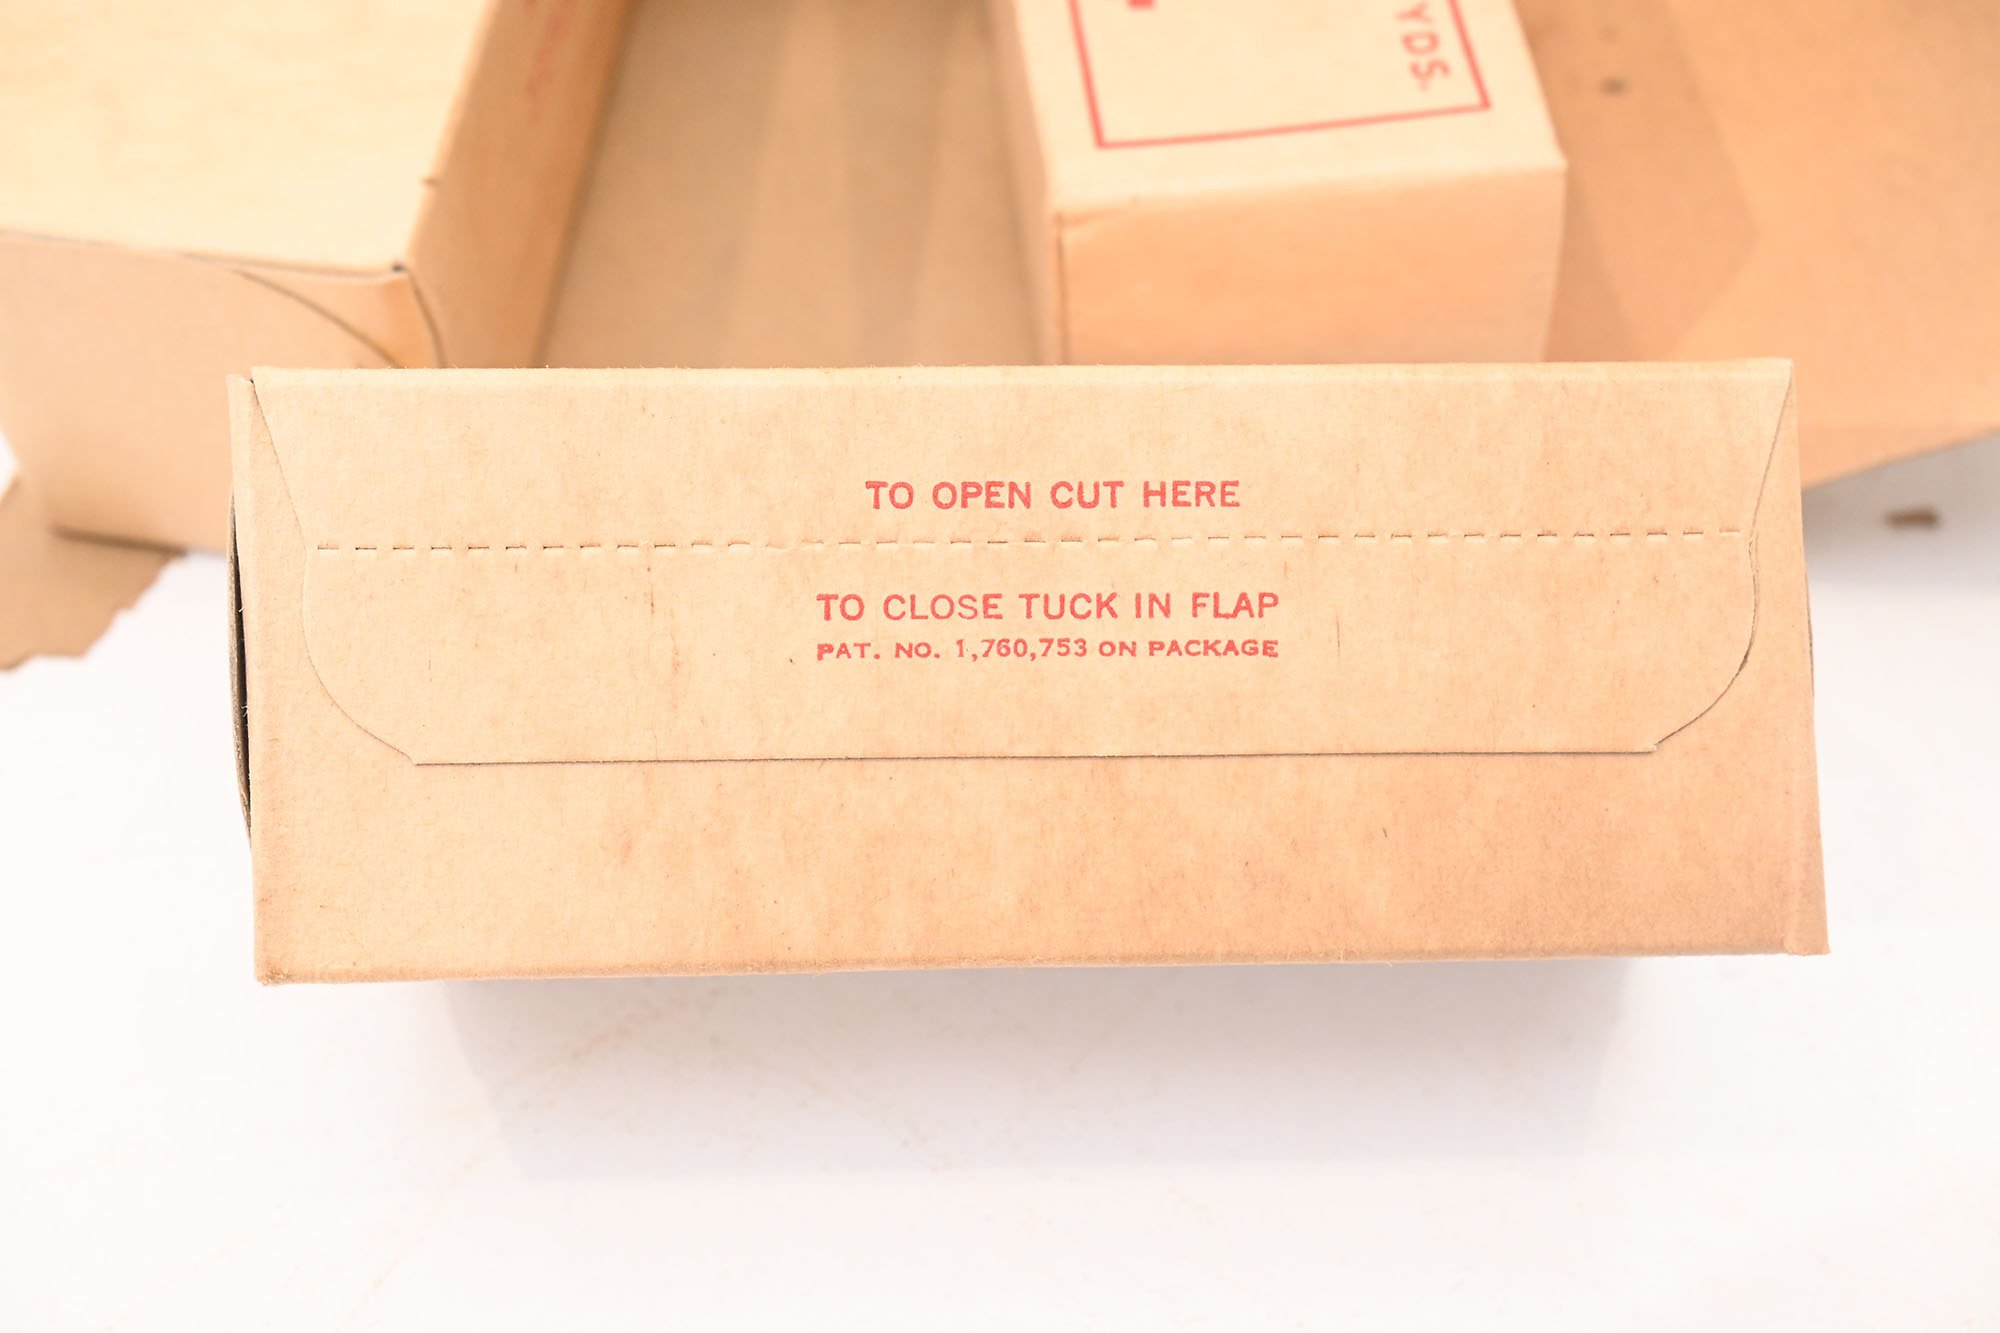 YDS.
TO OPEN CUT HERE
TO CLOSE TUCK IN FLAP
PAT. NO. 1,760,753 ON PACKAGE